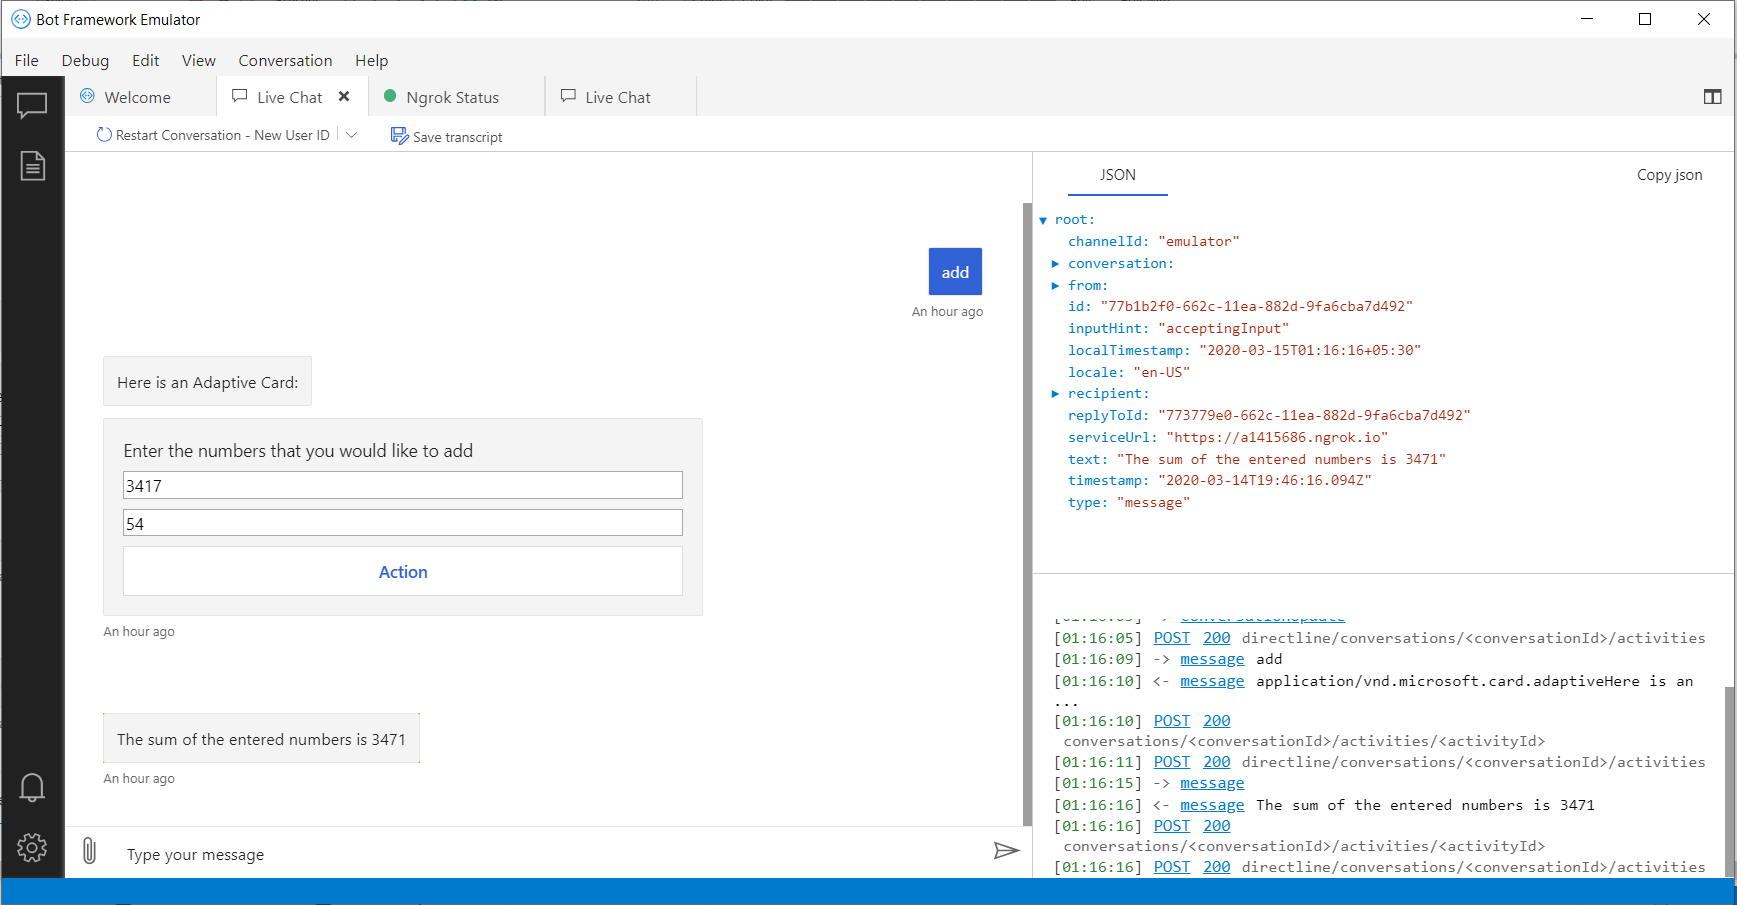 Bot Framework Emulator
File Debug Edit View Conversation Help
Welcome Live Chat Ngrok Status Live Chat
Restart Conversation - New User ID Save transcript
add
An hour ago
Here is an Adaptive Card:
Enter the numbers that you would like to add
3417
54
Action
An hour ago
The sum of the entered numbers is 3471
An hour ago
Type your message
JSON Copy json
root:
channelId: "emulator"
conversation:
from:
id: "77b1b2f0-662c-11ea-882d-9fa6cba7d492"
inputHint: "acceptingInput"
localTimestamp: "2020-03-15T01:16:16+05:30"
locale: "en-US"
recipient:
replyToId: "773779e0-662c-11ea-882d-9fa6cba7d492"
serviceUrl: "https://a1415686.ngrok.io"
text: "The sum of the entered numbers is 3471"
timestamp: "2020-03-14T19:46:16.094Z"
type: "message"
[01:16:05] POST 200 directline/conversations/<conversationId>/activities
[01:16:09] -> message add
[01:16:10] <- message application/vnd.microsoft.card.adaptiveHere is an
...
[01:16:10] POST 200
conversations/<conversationId>/activities/<activityId>
[01:16:11] POST 200 directline/conversations/<conversationId>/activities
[01:16:15] -> message
[01:16:16] <- message The sum of the entered numbers is 3471
[01:16:16] POST 200
conversations/<conversationId>/activities/<activityId>
[01:16:16] POST 200 directline/conversations/<conversationId>/activities